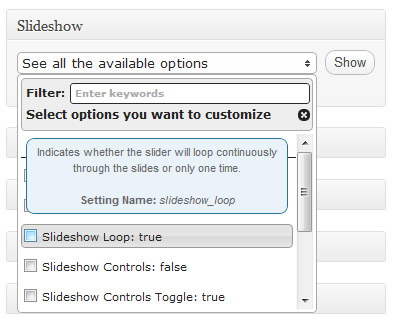 Slideshow
See all the available options
Show
Filter: Enter keywords
Select options you want to customize
Indicates whether the slider will loop continuously
through the slides or only one time.
Setting Name: slideshow_loop
Slideshow Loop: true
Slideshow Controls: false
Slideshow Controls Toggle: true